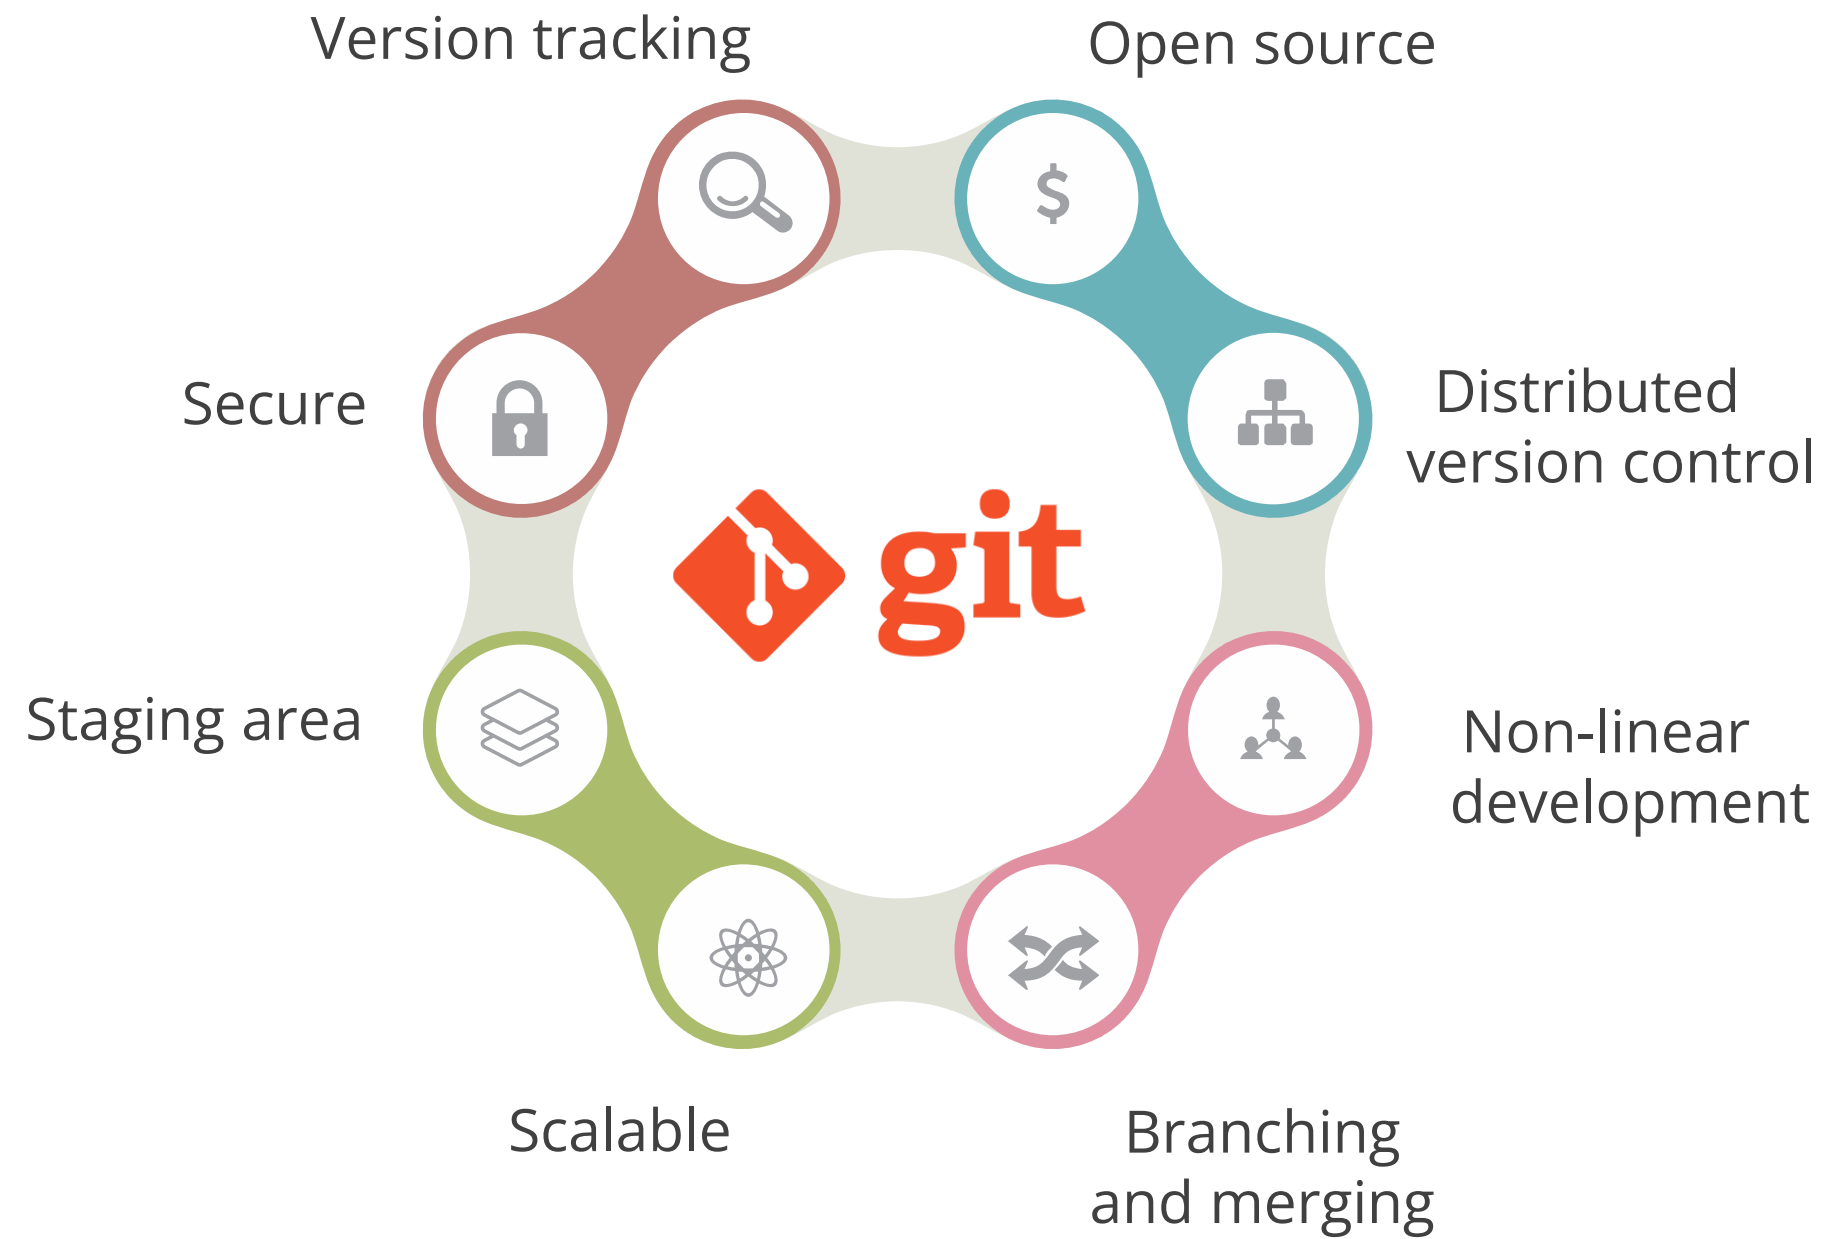 Version tracking
Open source
Secure
Distributed
version control
git
Staging area
Non-linear
development
Scalable
Branching
and merging
$